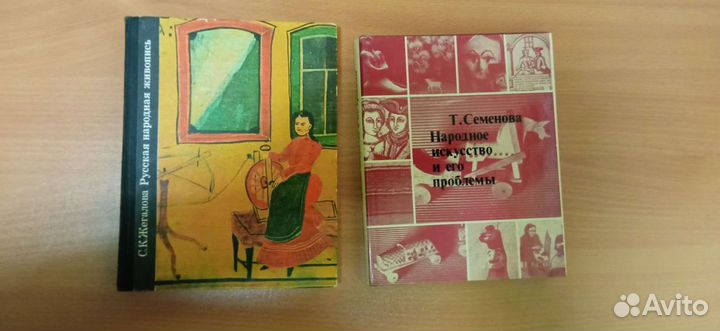 С.К.Жегалова Русская народная живопись
Т.Семенова
Народное
искусство
и его
проблемы
Avito